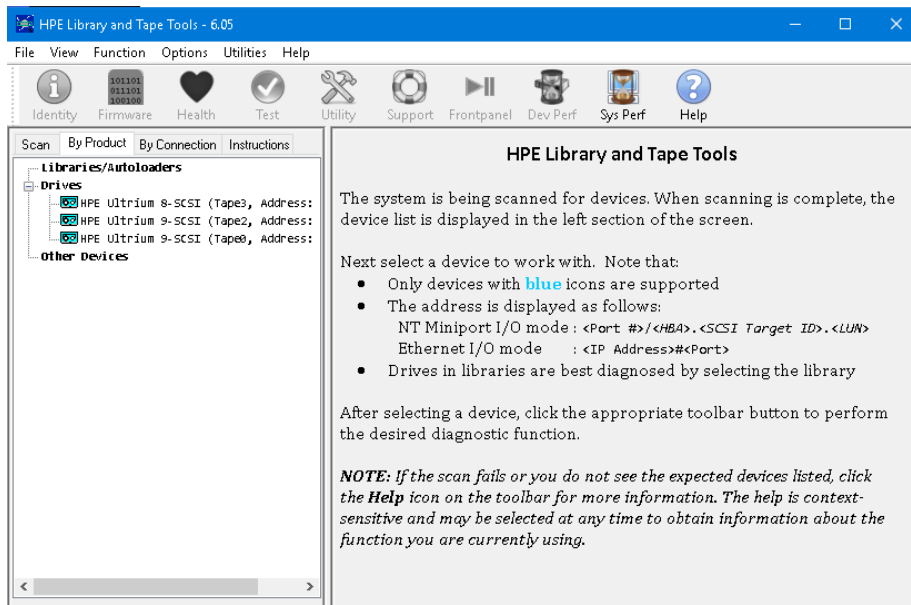 HPE Library and Tape Tools - 6.05
File View Function Options Utilities Help
101101
011101
100100
Identity Firmware Health Test Utility Support Frontpanel Dev Perf Sys Perf Help
Scan By Product By Connection Instructions
Libraries/Autoloaders
Drives
HPE Ultrium 8-SCSI (Tape3, Address:
HPE Ultrium 9-SCSI (Tape2, Address:
HPE Ultrium 9-SCSI (Tape0, Address:
Other Devices
HPE Library and Tape Tools
The system is being scanned for devices. When scanning is complete, the
device list is displayed in the left section of the screen.
Next select a device to work with. Note that:
• Only devices with blue icons are supported
• The address is displayed as follows:
NT Miniport I/O mode : <Port #>/<HBA>.<SCSI Target ID>.<LUN>
Ethernet I/O mode : <IP Address>#<Port>
• Drives in libraries are best diagnosed by selecting the library
After selecting a device, click the appropriate toolbar button to perform
the desired diagnostic function.
NOTE: If the scan fails or you do not see the expected devices listed, click
the Help icon on the toolbar for more information. The help is context-
sensitive and may be selected at any time to obtain information about the
function you are currently using.